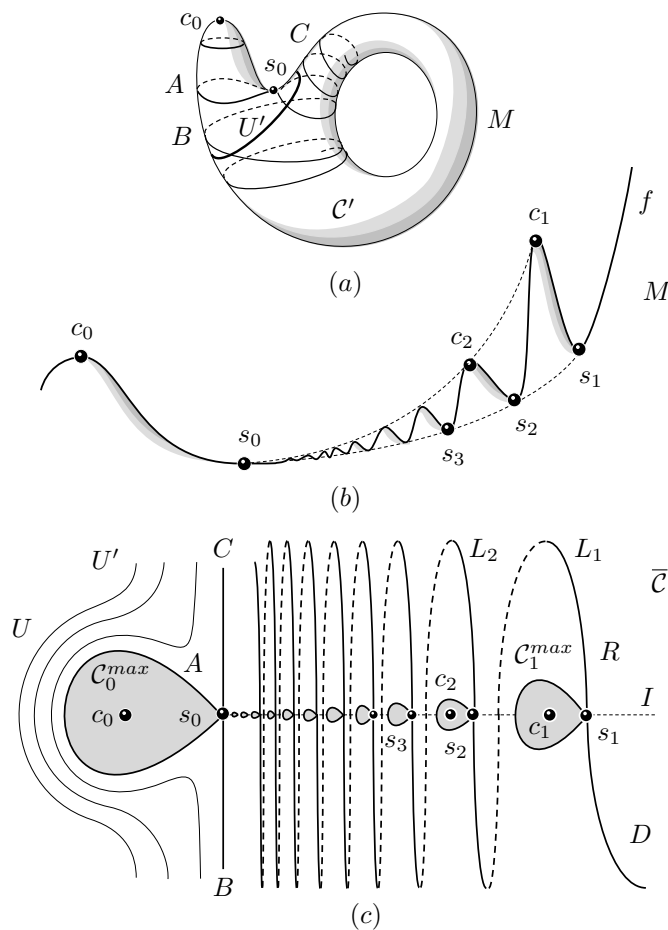 c₀
C
s₀
A
U′
B
M
𝒞′
(a)
f
c₁
M
c₀
c₂
s₁
s₀
s₂
s₃
(b)
U′
C
L₂
L₁
𝒞̅
U
𝒞₀ᵐᵃˣ
A
𝒞₁ᵐᵃˣ
R
c₂
I
c₀
s₀
s₃
s₂
c₁
s₁
D
B
(c)